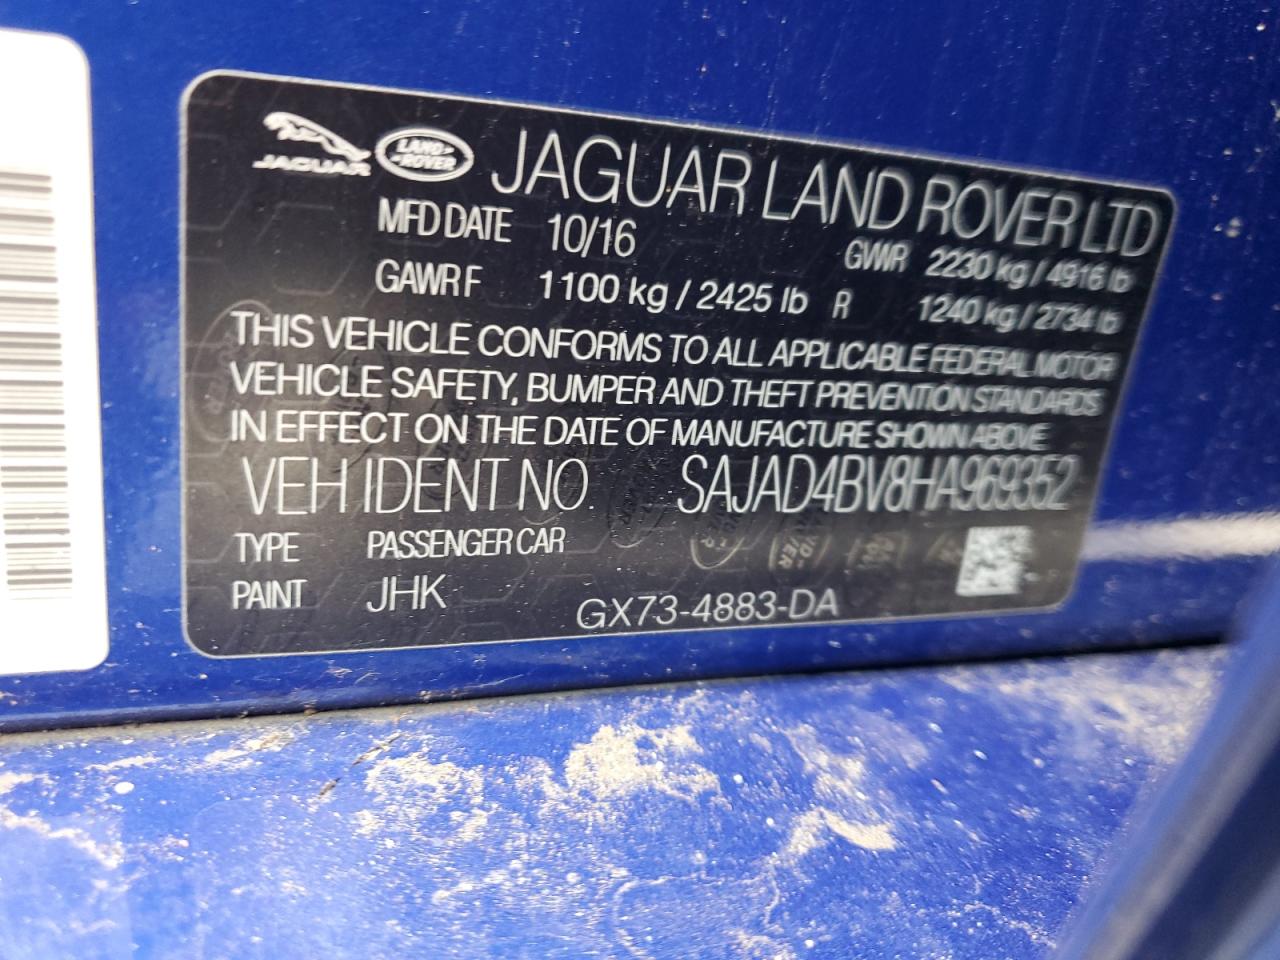 JAGUAR LAND ROVER JAGUAR LAND ROVER LTD
MFD DATE 10/16 GWR 2230 kg / 4916 lb
GAWR F 1100 kg / 2425 lb R 1240 kg / 2734 lb
THIS VEHICLE CONFORMS TO ALL APPLICABLE FEDERAL MOTOR
VEHICLE SAFETY, BUMPER AND THEFT PREVENTION STANDARDS
IN EFFECT ON THE DATE OF MANUFACTURE SHOWN ABOVE.
VEH IDENT NO. SAJAD4BV8HA969352
TYPE PASSENGER CAR
PAINT JHK
GX73-4883-DA